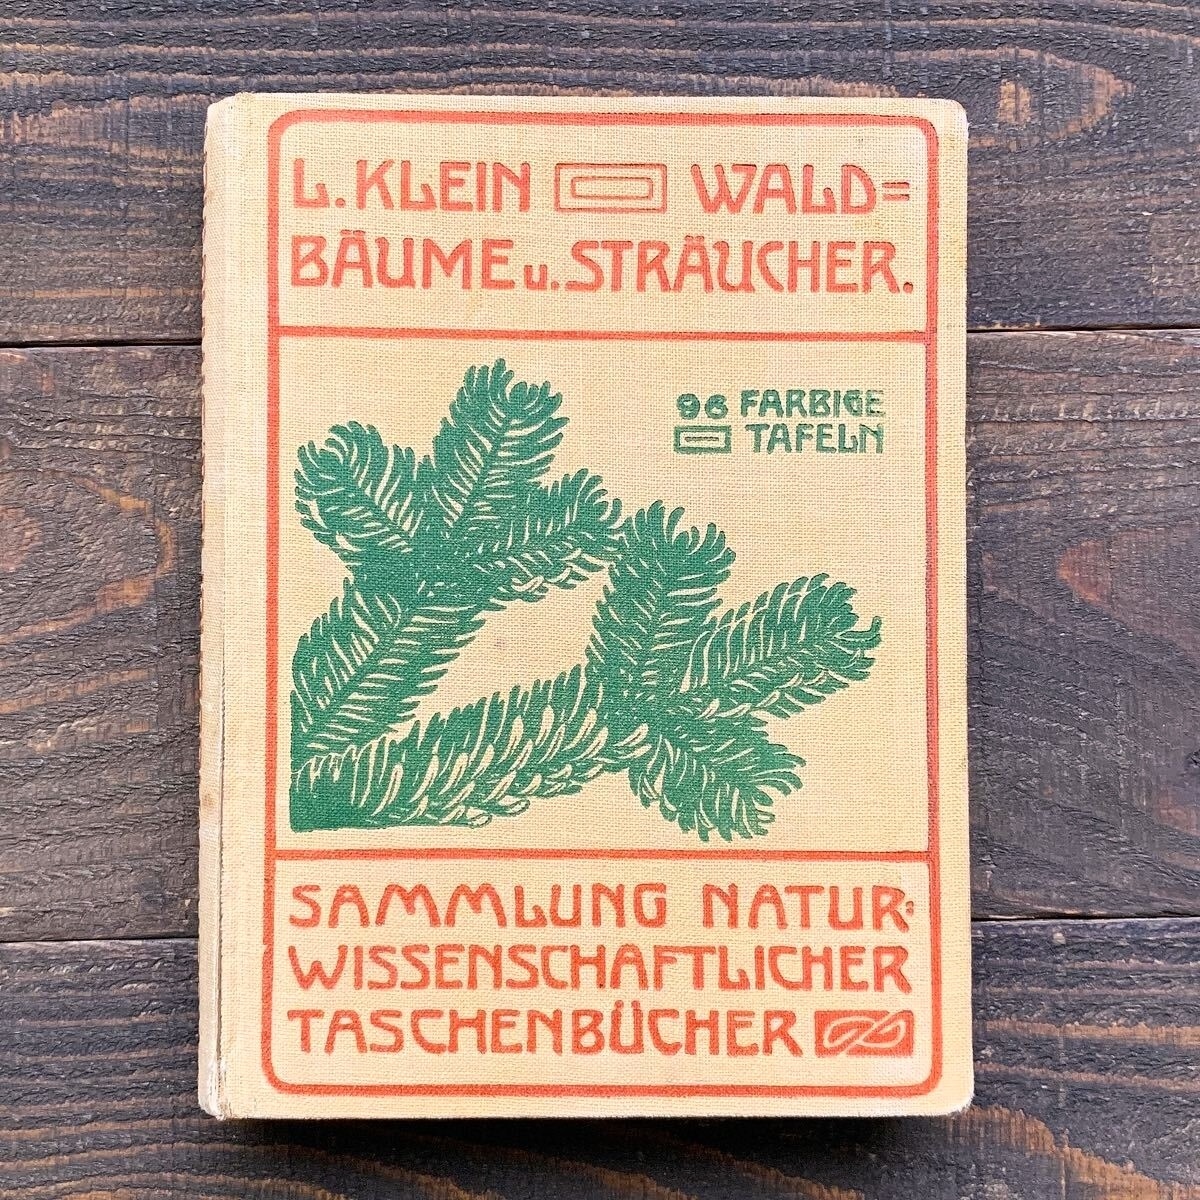 L. KLEIN WALD=
BÄUME u. STRÄUCHER.
96 FARBIGE
TAFELN
SAMMLUNG NATUR=
WISSENSCHAFTLICHER
TASCHENBÜCHER